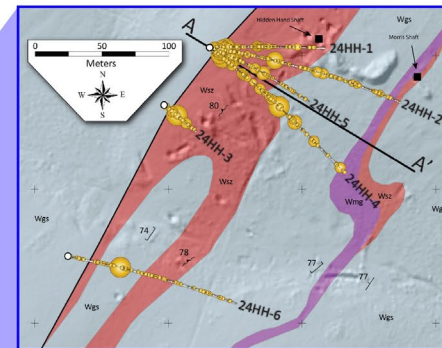 0 50 100
Meters
N
W E
S
A
Hidden Hand Shaft
Wgs
Morris Shaft
24HH-1
Wsz
24HH-2
80
24HH-5
24HH-3
A'
24HH-4
Wsz
Wgs
Wmg
Wgs
74
78
77
77
24HH-6
Wgs
Wgs